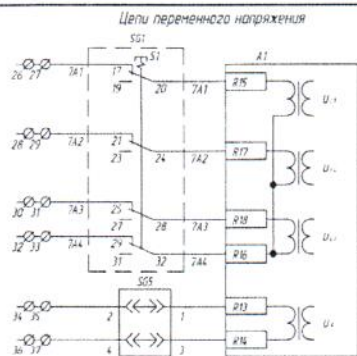 Цепи переменного напряжения
SG1
S1
A1
26 27 7A1 17 19 20 7A1 R15
28 29 7A2 21 23 24 7A2 R17
30 31 7A3 25 27 28 7A3 R18
32 33 7A4 29 31 32 7A4 R16
SG5
34 35 2 1 R13
36 37 4 3 R14